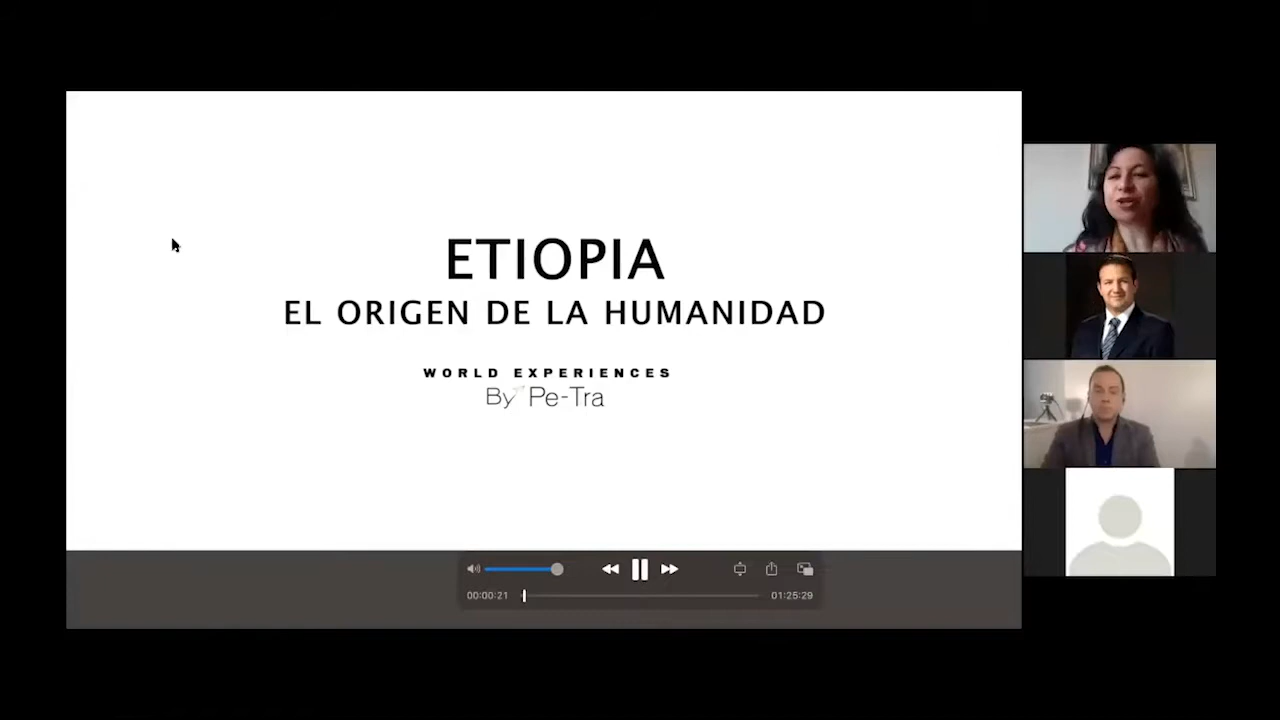 ETIOPIA
EL ORIGEN DE LA HUMANIDAD
WORLD EXPERIENCES
By Pe-Tra
00:00:21
01:25:29